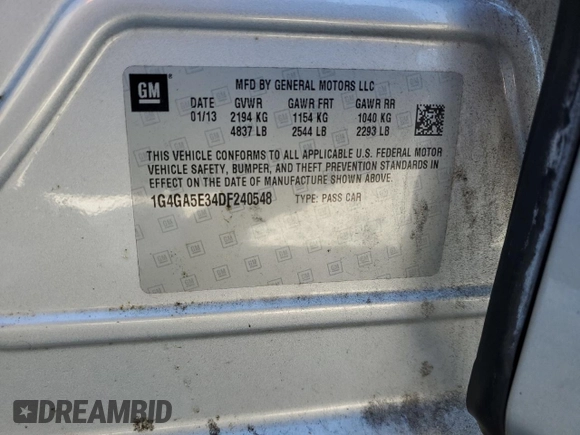 GM
MFD BY GENERAL MOTORS LLC
DATE GVWR GAWR FRT GAWR RR
01/13 2194 KG 1154 KG 1040 KG
4837 LB 2544 LB 2293 LB
THIS VEHICLE CONFORMS TO ALL APPLICABLE U.S. FEDERAL MOTOR
VEHICLE SAFETY, BUMPER, AND THEFT PREVENTION STANDARDS IN
EFFECT ON THE DATE OF MANUFACTURE SHOWN ABOVE.
1G4GA5E34DF240548 TYPE: PASS CAR
DREAMBID